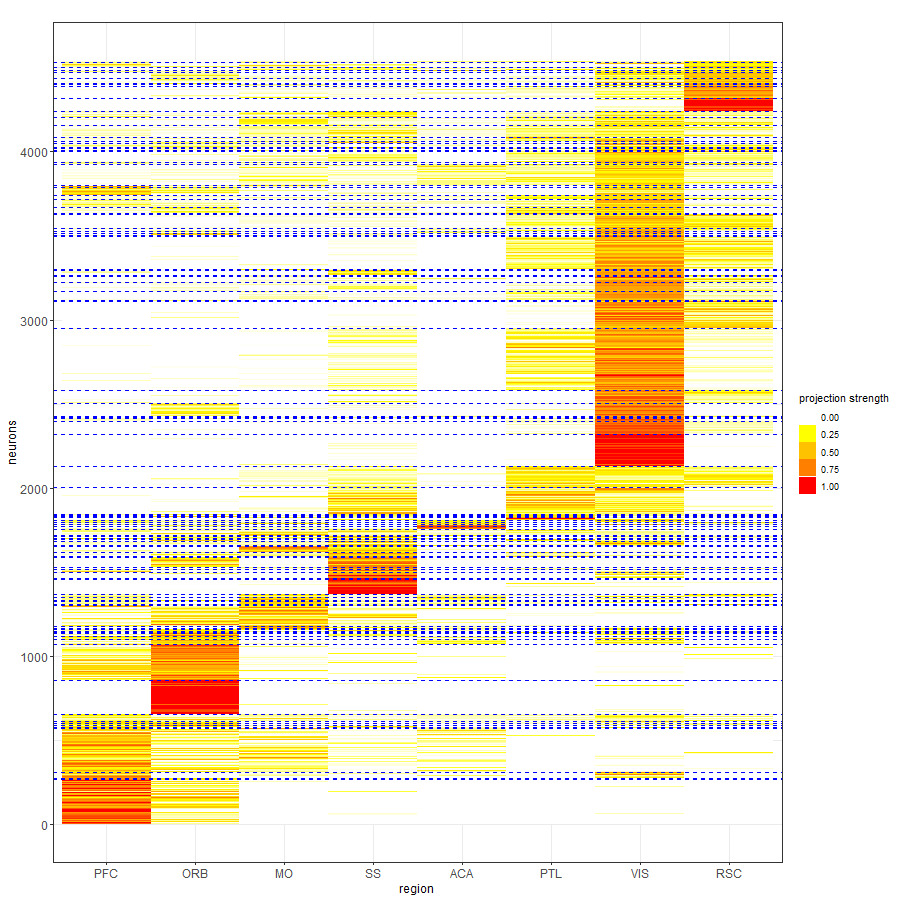 neurons
4000
3000
2000
1000
0
PFC ORB MO SS ACA PTL VIS RSC
region
projection strength
0.00
0.25
0.50
0.75
1.00